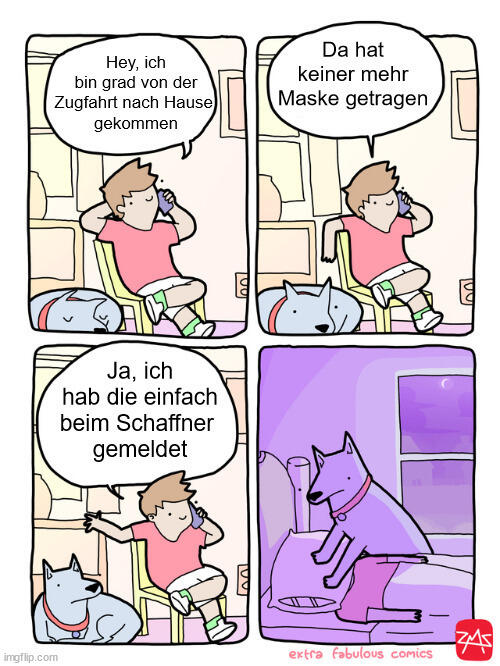 Hey, ich
bin grad von der
Zugfahrt nach Hause
gekommen
Da hat
keiner mehr
Maske getragen
Ja, ich
hab die einfach
beim Schaffner
gemeldet
extra fabulous comics
ZMS
imgflip.com